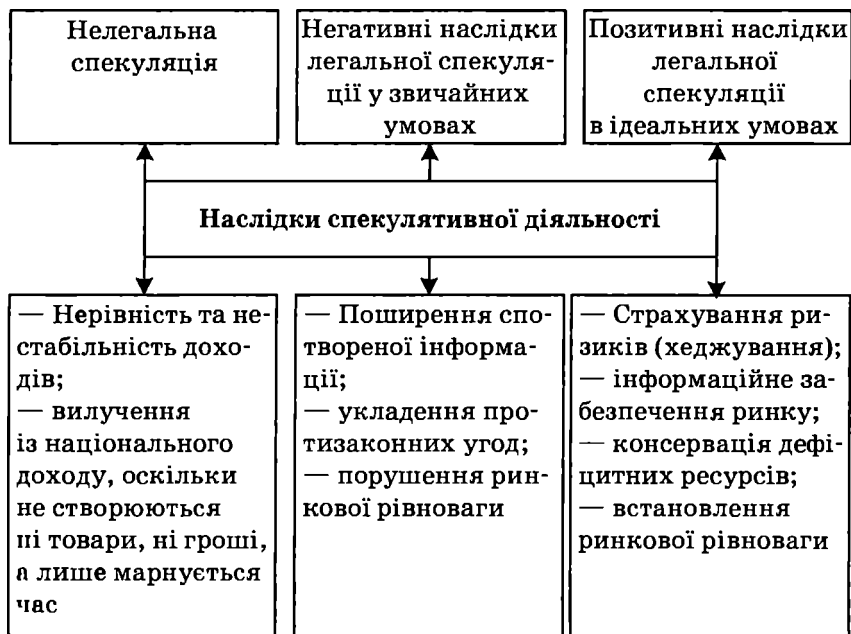 Нелегальна
спекуляція
Негативні наслідки
легальної спекуля-
ції у звичайних
умовах
Позитивні наслідки
легальної
спекуляції
в ідеальних умовах
Наслідки спекулятивної діяльності
— Нерівність та не-
стабільність дохо-
дів;
— вилучення
із національного
доходу, оскільки
не створюються
ні товари, ні гроші,
а лише марнується
час
— Поширення спо-
твореної інформа-
ції;
— укладення про-
тизаконних угод;
— порушення рин-
кової рівноваги
— Страхування ри-
зиків (хеджування);
— інформаційне за-
безпечення ринку;
— консервація дефі-
цитних ресурсів;
— встановлення
ринкової рівноваги